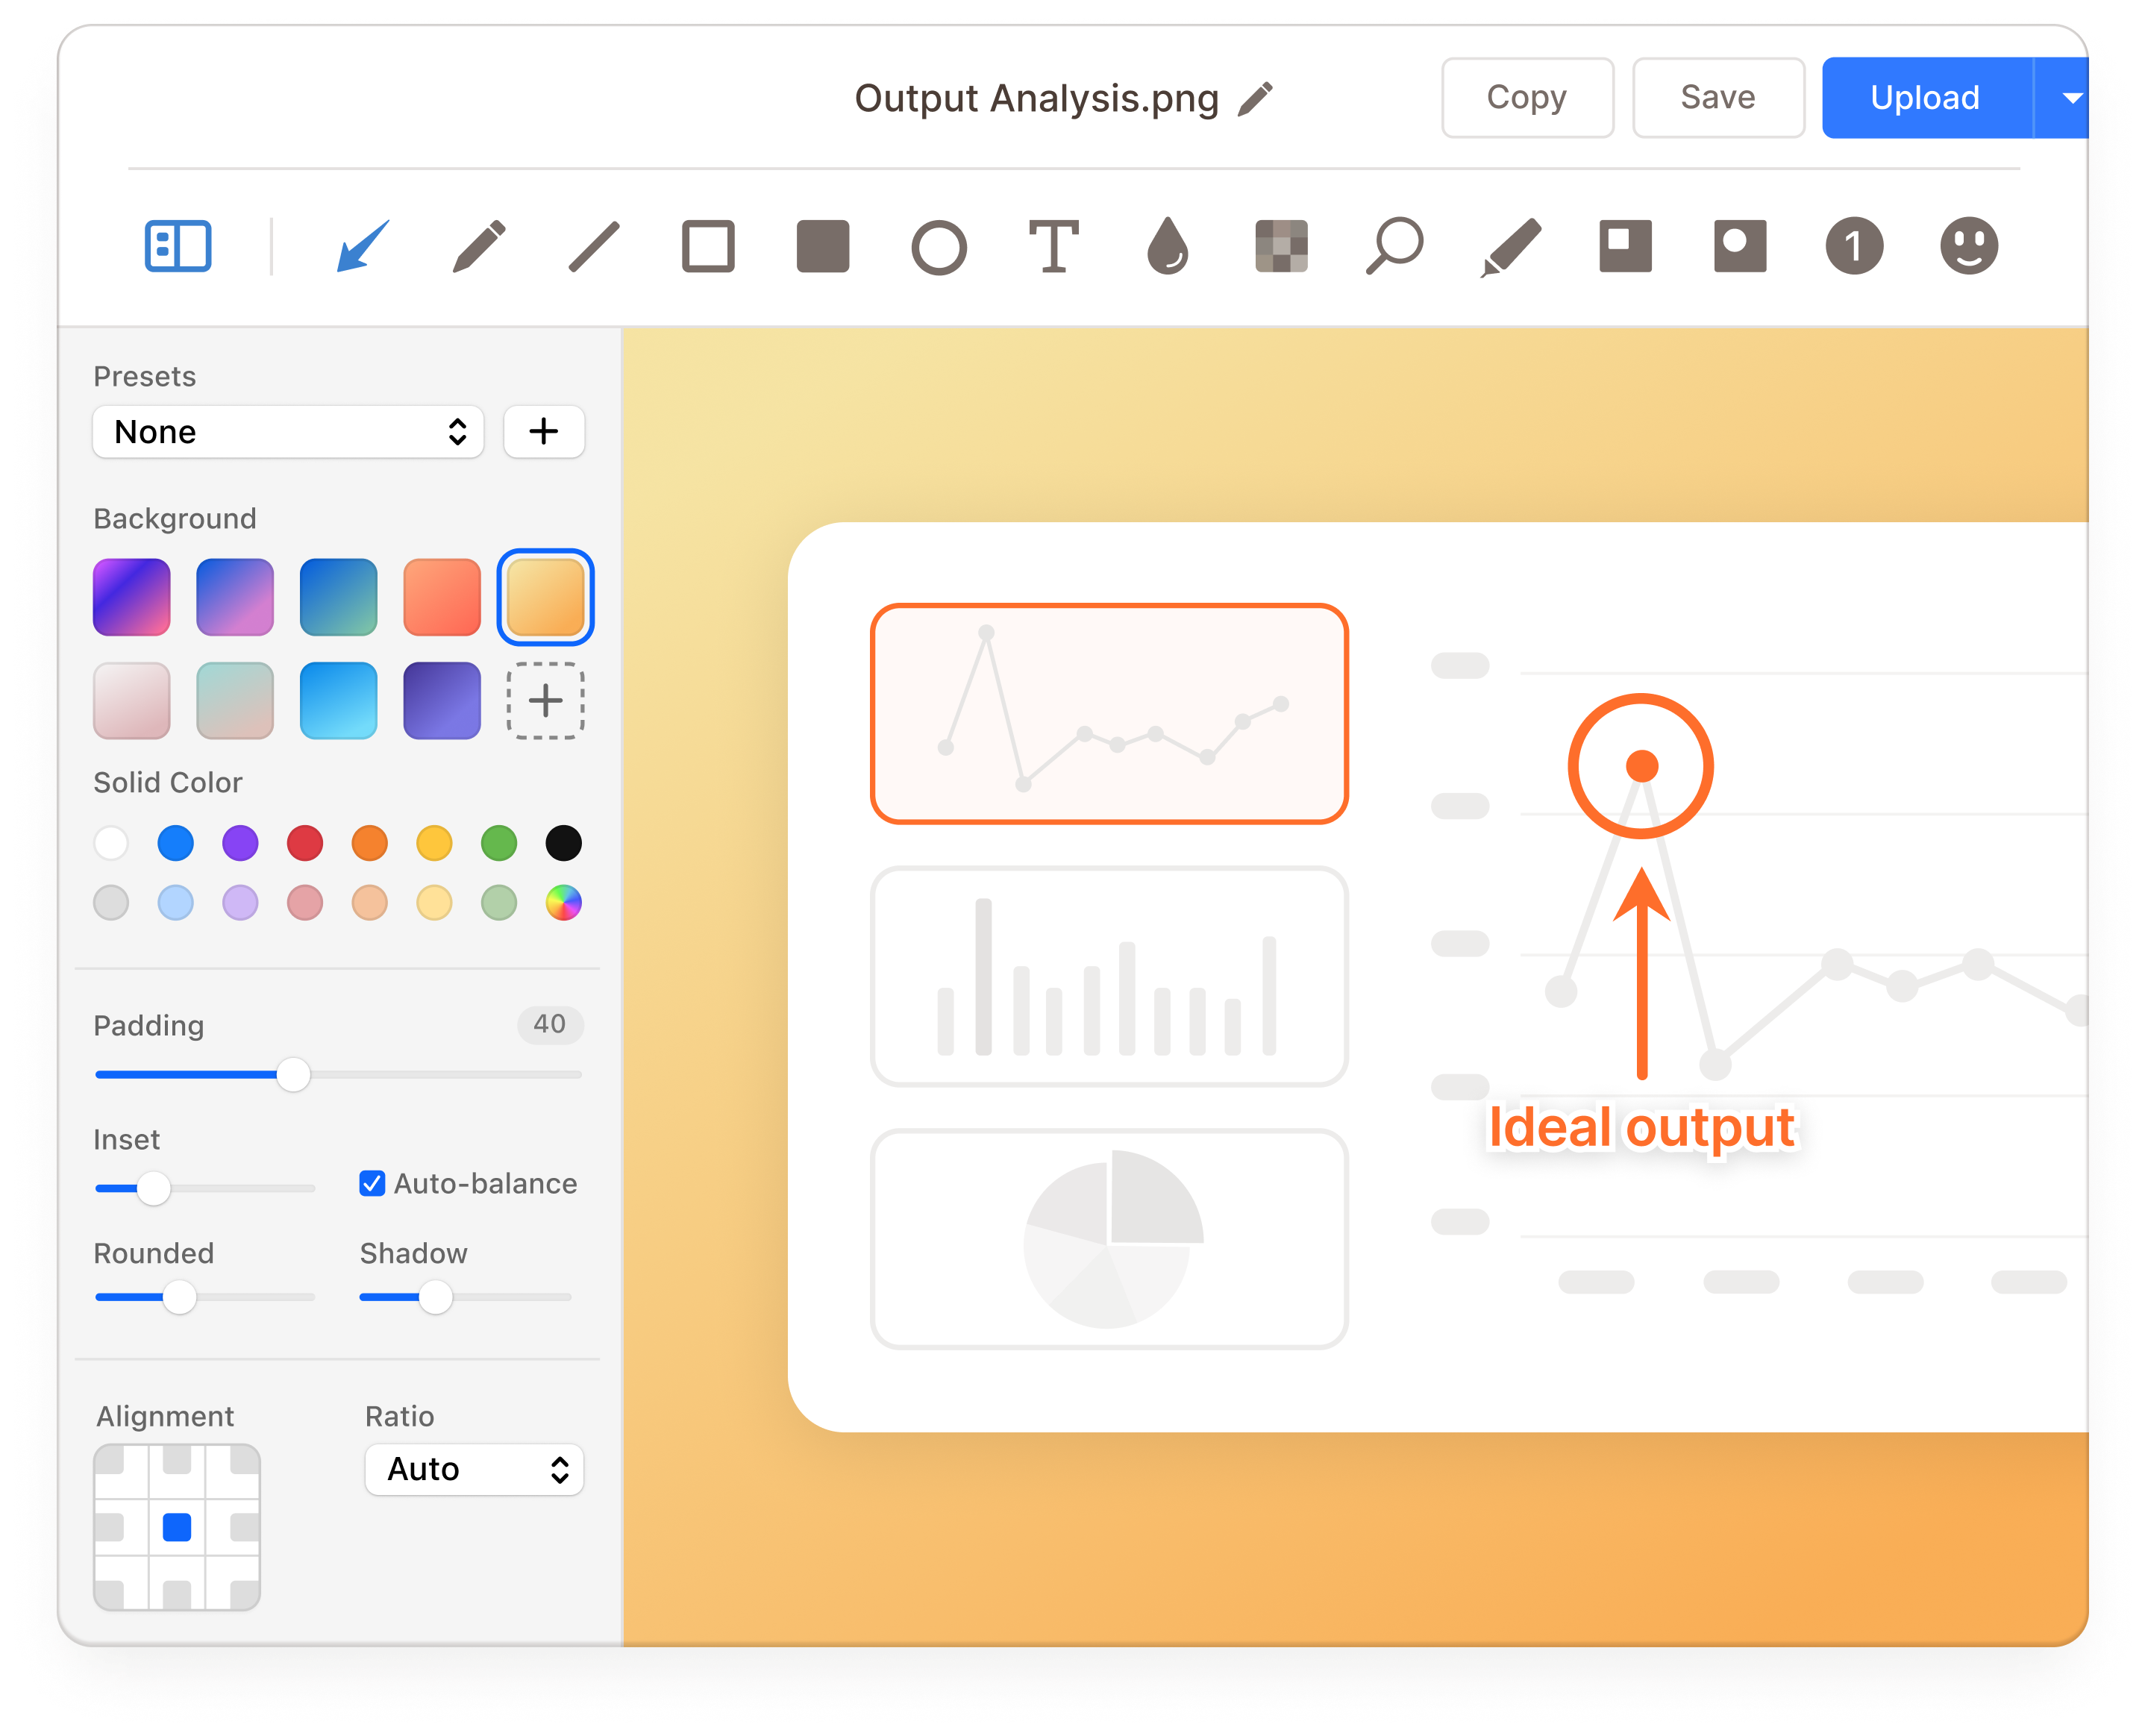 Output Analysis.png
Copy
Save
Upload
T
1
Presets
None
Background
Solid Color
Padding
40
Inset
Auto-balance
Rounded
Shadow
Alignment
Ratio
Auto
Ideal output